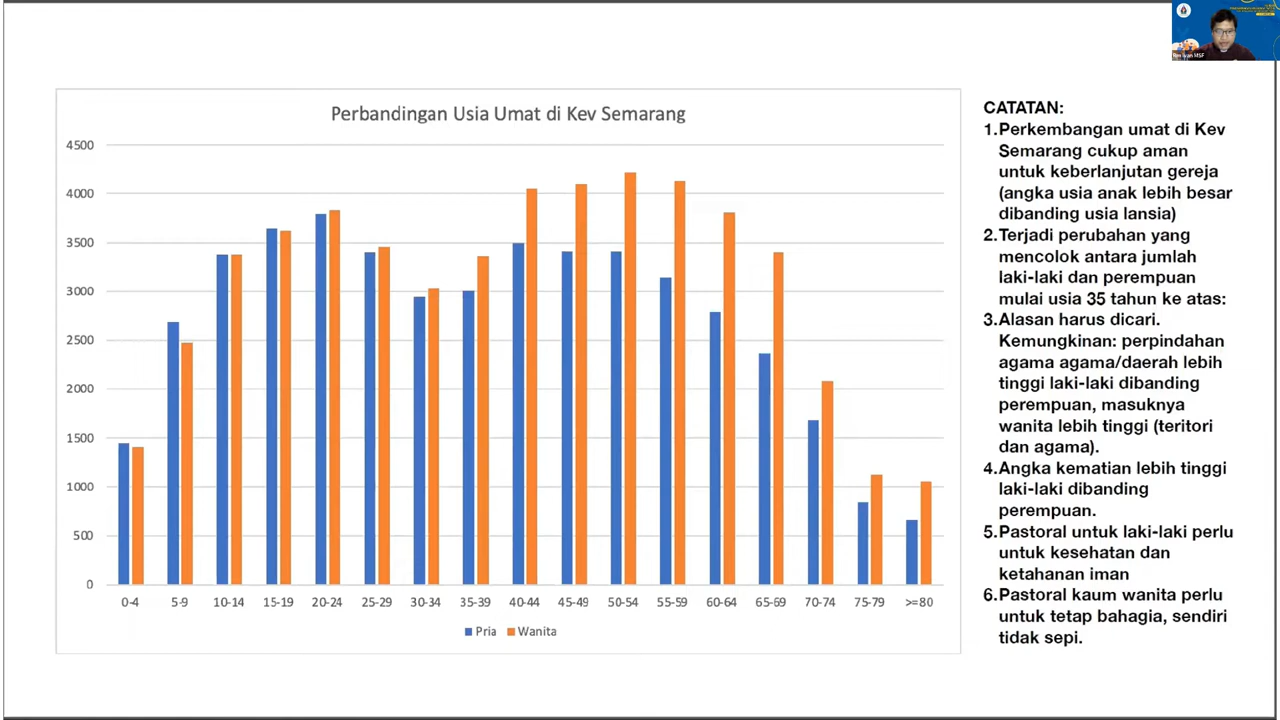 Perbandingan Usia Umat di Kev Semarang
4500
4000
3500
3000
2500
2000
1500
1000
500
0
0-4 5-9 10-14 15-19 20-24 25-29 30-34 35-39 40-44 45-49 50-54 55-59 60-64 65-69 70-74 75-79 >=80
Pria Wanita
CATATAN:
1.Perkembangan umat di Kev
Semarang cukup aman
untuk keberlanjutan gereja
(angka usia anak lebih besar
dibanding usia lansia)
2.Terjadi perubahan yang
mencolok antara jumlah
laki-laki dan perempuan
mulai usia 35 tahun ke atas:
3.Alasan harus dicari.
Kemungkinan: perpindahan
agama agama/daerah lebih
tinggi laki-laki dibanding
perempuan, masuknya
wanita lebih tinggi (teritori
dan agama).
4.Angka kematian lebih tinggi
laki-laki dibanding
perempuan.
5.Pastoral untuk laki-laki perlu
untuk kesehatan dan
ketahanan iman
6.Pastoral kaum wanita perlu
untuk tetap bahagia, sendiri
tidak sepi.
MSF